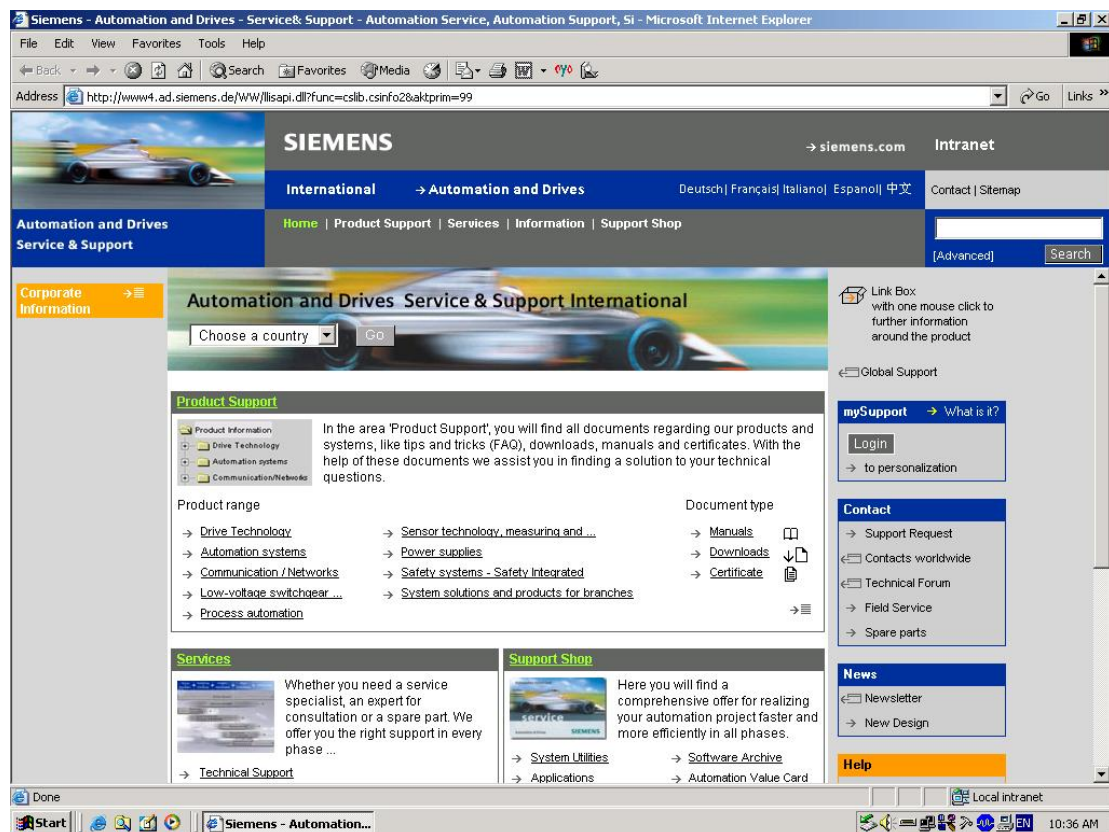 Siemens - Automation and Drives - Service& Support - Automation Service, Automation Support, Si - Microsoft Internet Explorer
File Edit View Favorites Tools Help
Back Search Favorites Media
Address http://www4.ad.siemens.de/WW/llisapi.dll?func=cslib.csinfo2&aktprim=99 Go Links »
SIEMENS
→ siemens.com Intranet
International → Automation and Drives Deutsch| Français| Italiano| Espanol| 中文 Contact | Sitemap
Automation and Drives
Service & Support
Home | Product Support | Services | Information | Support Shop
[Advanced] Search
Corporate
Information
Automation and Drives Service & Support International
Choose a country Go
Link Box
with one mouse click to
further information
around the product
Global Support
Product Support
Product Information
Drive Technology
Automation systems
Communication/Networks
In the area 'Product Support', you will find all documents regarding our products and
systems, like tips and tricks (FAQ), downloads, manuals and certificates. With the
help of these documents we assist you in finding a solution to your technical
questions.
Product range Document type
→ Drive Technology → Sensor technology, measuring and ... → Manuals
→ Automation systems → Power supplies → Downloads
→ Communication / Networks → Safety systems - Safety Integrated → Certificate
→ Low-voltage switchgear ... → System solutions and products for branches
→ Process automation
mySupport → What is it?
Login
→ to personalization
Contact
→ Support Request
Contacts worldwide
Technical Forum
→ Field Service
→ Spare parts
Services
Whether you need a service
specialist, an expert for
consultation or a spare part. We
offer you the right support in every
phase ...
→ Technical Support
Support Shop
service
SIEMENS
Here you will find a
comprehensive offer for realizing
your automation project faster and
more efficiently in all phases.
→ System Utilities → Software Archive
→ Applications → Automation Value Card
News
Newsletter
→ New Design
Help
Done Local intranet
Start Siemens - Automation... EN 10:36 AM